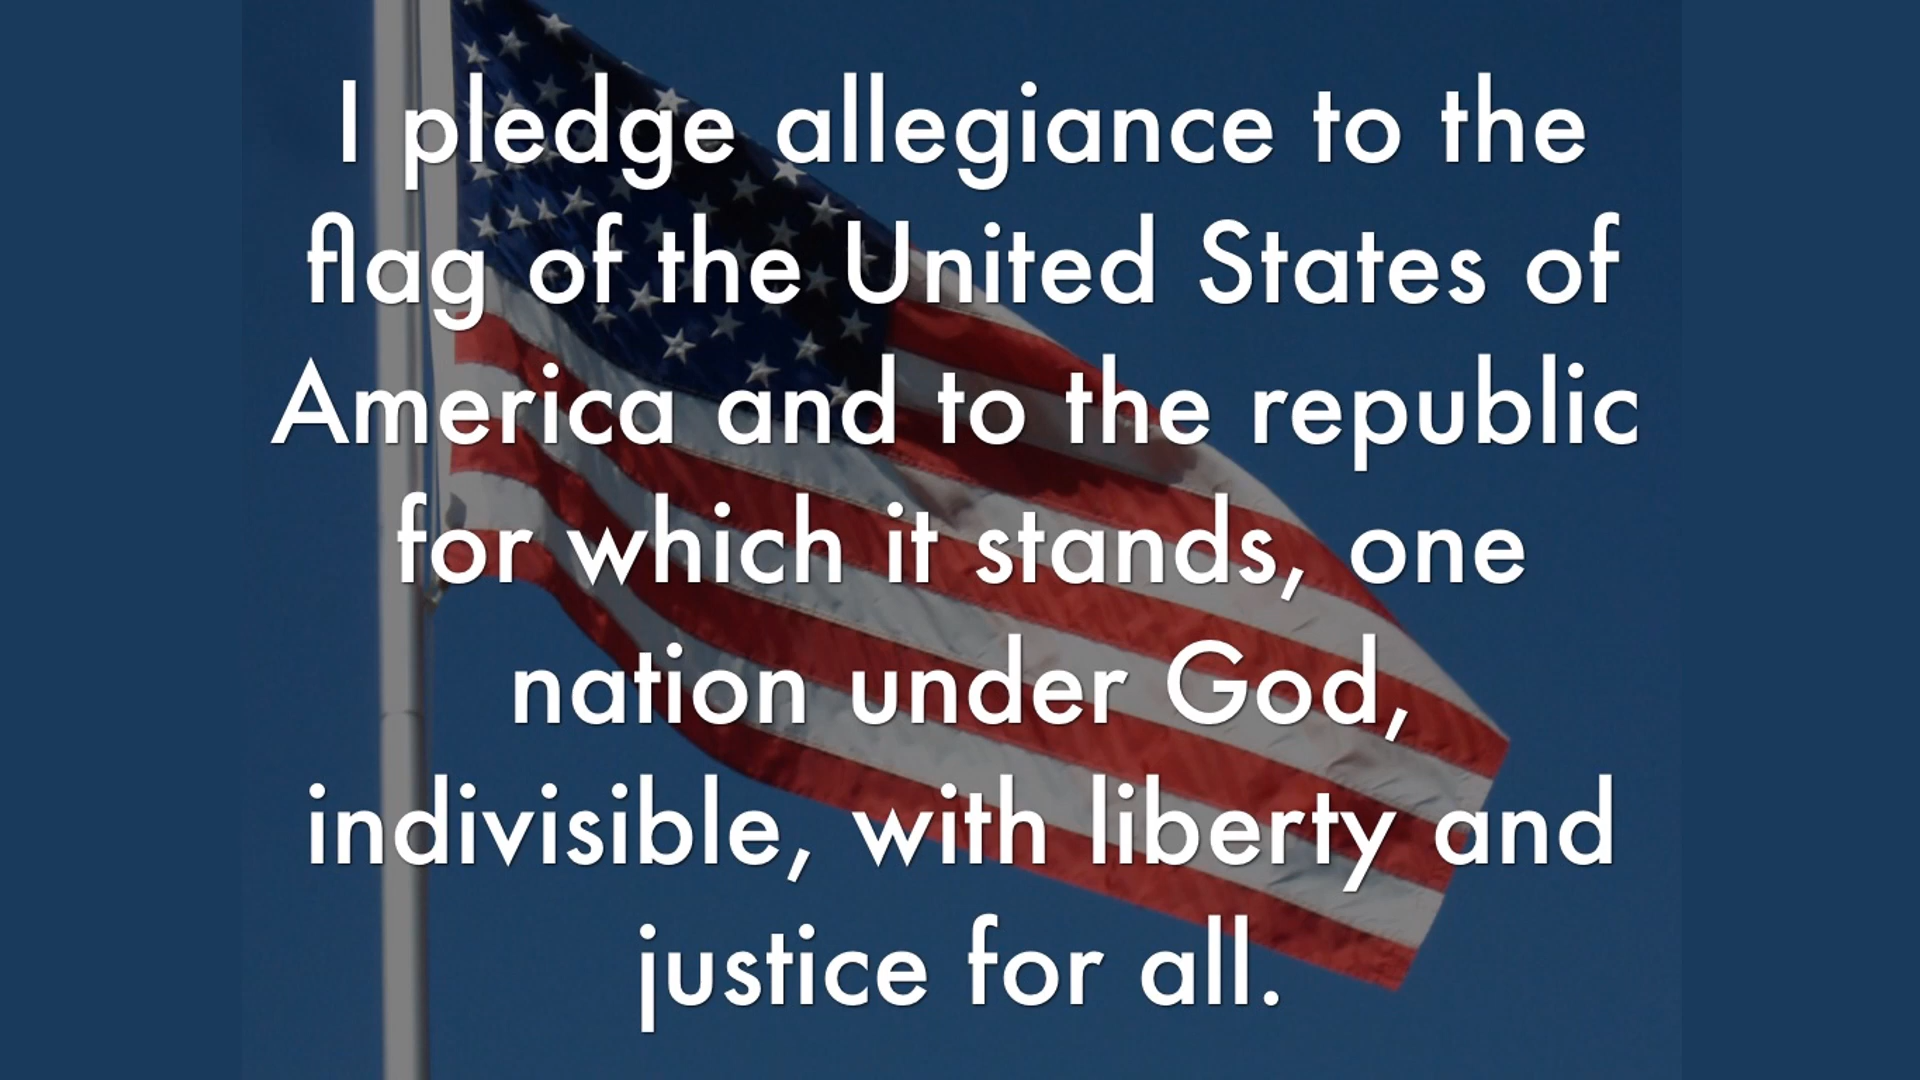 I pledge allegiance to the
flag of the United States of
America and to the republic
for which it stands, one
nation under God,
indivisible, with liberty and
justice for all.